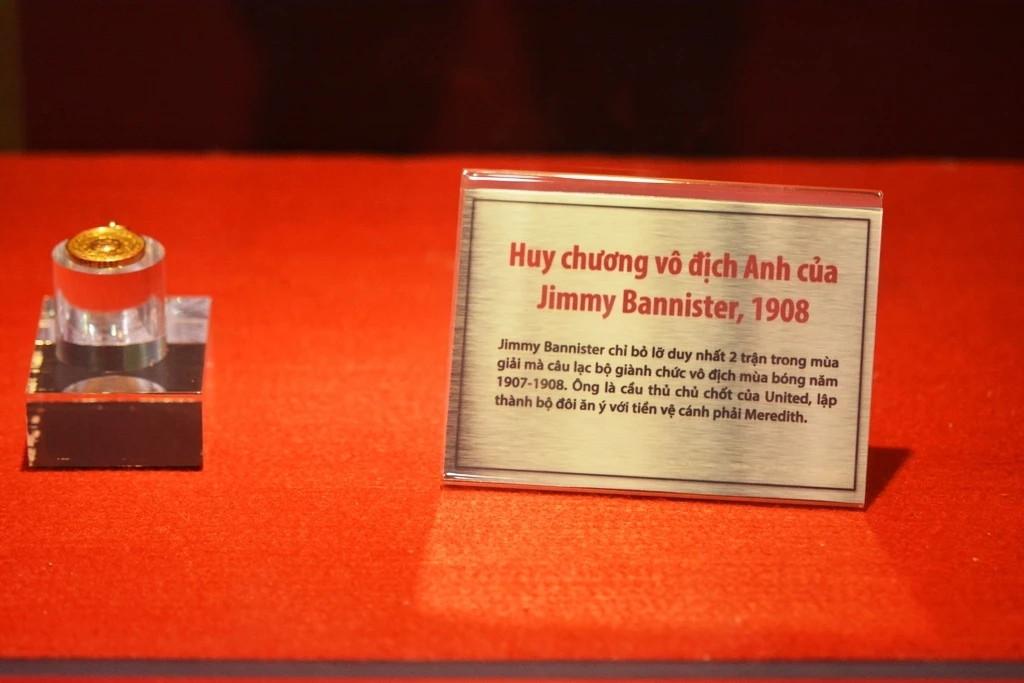 Huy chương vô địch Anh của
Jimmy Bannister, 1908
Jimmy Bannister chỉ bỏ lỡ duy nhất 2 trận trong mùa
giải mà câu lạc bộ giành chức vô địch mùa bóng năm
1907-1908. Ông là cầu thủ chủ chốt của United, lập
thành bộ đôi ăn ý với tiền vệ cánh phải Meredith.